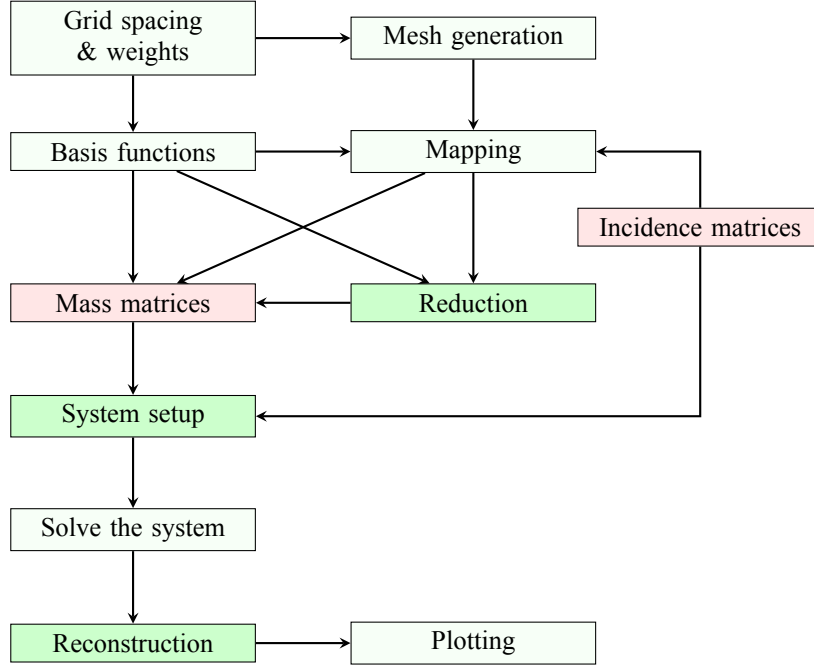 Grid spacing
& weights
Mesh generation
Basis functions
Mapping
Incidence matrices
Mass matrices
Reduction
System setup
Solve the system
Reconstruction
Plotting